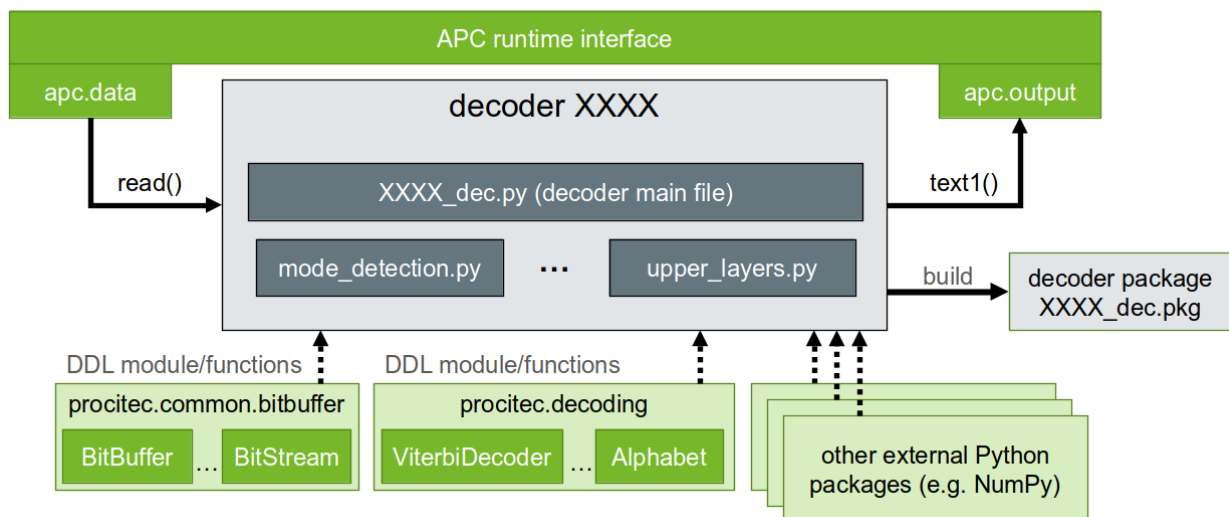 APC runtime interface
apc.data
apc.output
decoder XXXX
read()
text1()
XXXX_dec.py (decoder main file)
mode_detection.py
...
upper_layers.py
build
decoder package
XXXX_dec.pkg
DDL module/functions
DDL module/functions
procitec.common.bitbuffer
procitec.decoding
BitBuffer
...
BitStream
ViterbiDecoder
...
Alphabet
other external Python
packages (e.g. NumPy)